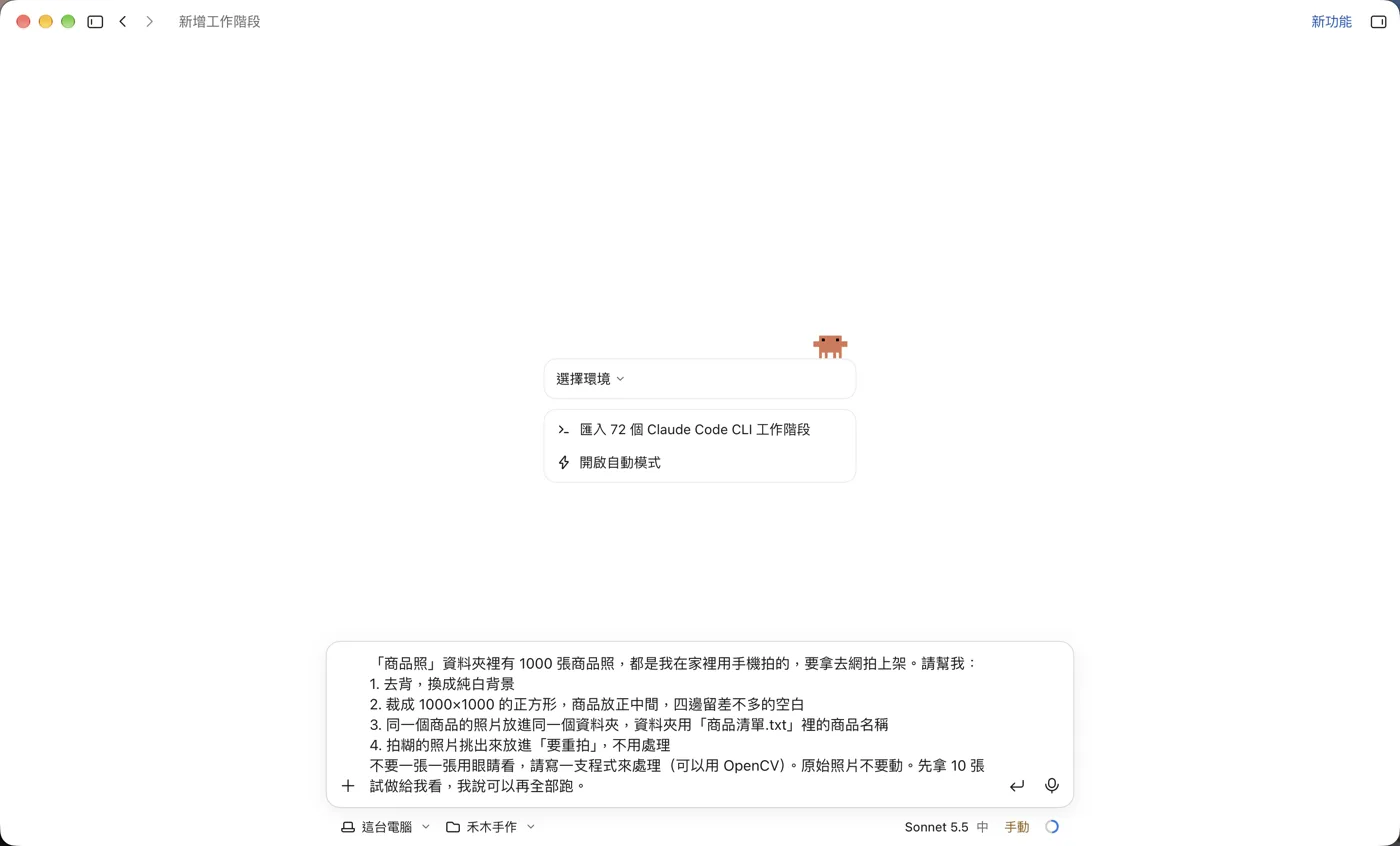 新增工作階段
新功能
選擇環境
匯入 72 個 Claude Code CLI 工作階段
開啟自動模式
「商品照」資料夾裡有 1000 張商品照，都是我在家裡用手機拍的，要拿去網拍上架。請幫我：
1. 去背，換成純白背景
2. 裁成 1000×1000 的正方形，商品放正中間，四邊留差不多的空白
3. 同一個商品的照片放進同一個資料夾，資料夾用「商品清單.txt」裡的商品名稱
4. 拍糊的照片挑出來放進「要重拍」，不用處理
不要一張一張用眼睛看，請寫一支程式來處理（可以用 OpenCV）。原始照片不要動。先拿 10 張
試做給我看，我說可以再全部跑。
這台電腦
禾木手作
Sonnet 5.5 中
手動